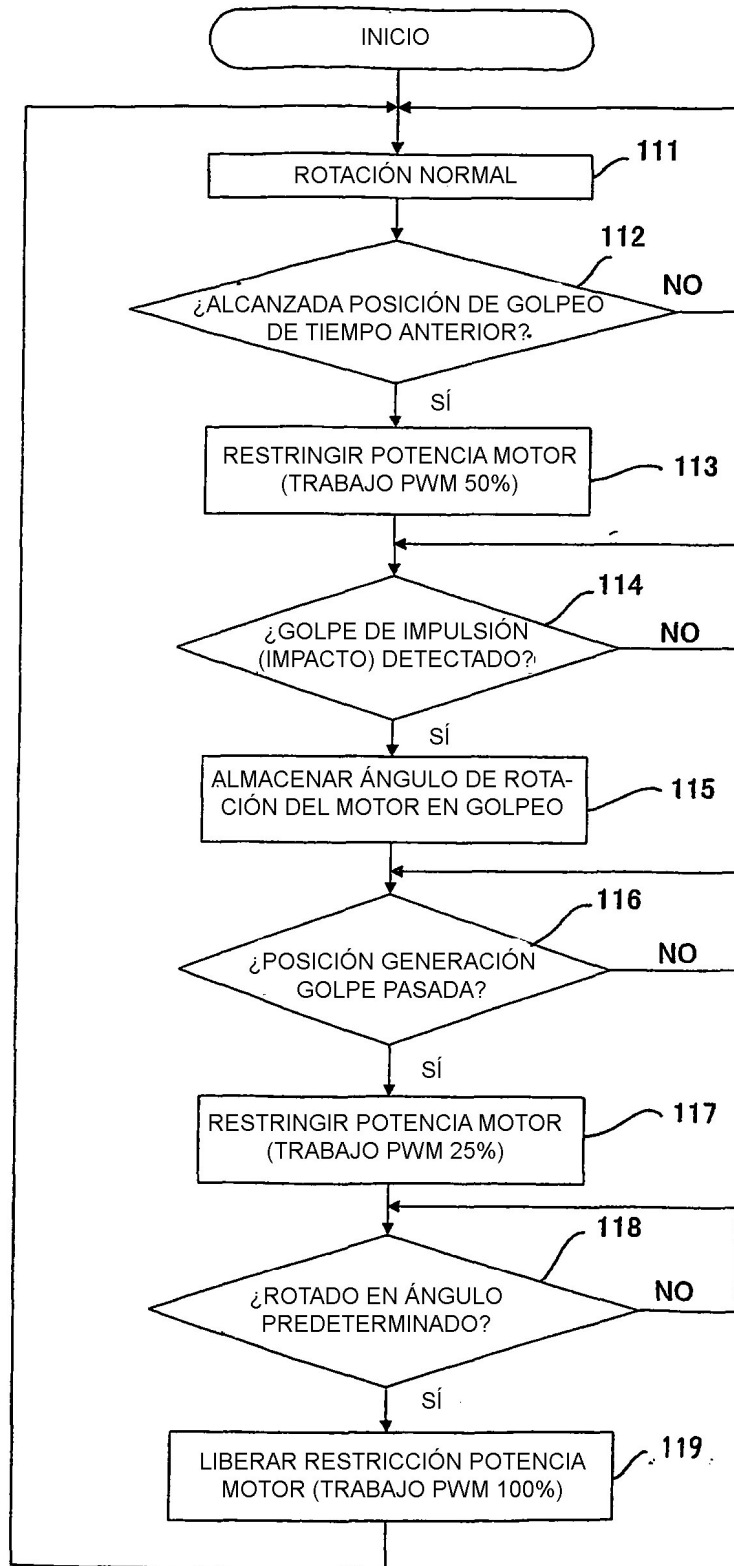 INICIO
111
ROTACIÓN NORMAL
112
NO
¿ALCANZADA POSICIÓN DE GOLPEO
DE TIEMPO ANTERIOR?
SÍ
RESTRINGIR POTENCIA MOTOR
(TRABAJO PWM 50%)
113
114
NO
¿GOLPE DE IMPULSIÓN
(IMPACTO) DETECTADO?
SÍ
ALMACENAR ÁNGULO DE ROTA-
CIÓN DEL MOTOR EN GOLPEO
115
116
NO
¿POSICIÓN GENERACIÓN
GOLPE PASADA?
SÍ
RESTRINGIR POTENCIA MOTOR
(TRABAJO PWM 25%)
117
118
NO
¿ROTADO EN ÁNGULO
PREDETERMINADO?
SÍ
LIBERAR RESTRICCIÓN POTENCIA
MOTOR (TRABAJO PWM 100%)
119